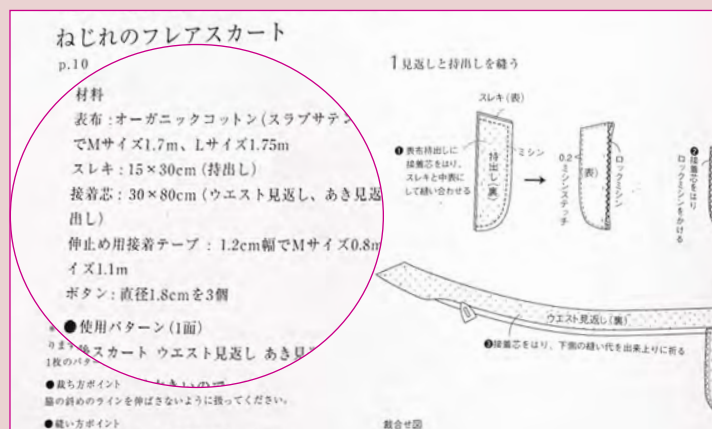 ねじれのフレアスカート
p.10
材料
表布：オーガニックコットン（スラブサテン
でMサイズ1.7m、Lサイズ1.75m
スレキ：15×30cm（持出し）
接着芯：30×80cm（ウエスト見返し、あき見返
出し）
伸止め用接着テープ：1.2cm幅でMサイズ0.8m
イズ1.1m
ボタン：直径1.8cmを3個
●使用パターン（1面）
後スカート ウエスト見返し あき見
1枚のパター
●裁ち方ポイント
脇の斜めのラインを伸ばさないように扱ってください。
●縫い方ポイント
1 見返しと持出しを縫う
スレキ（表）
❶表布持出しに
接着芯をはり、
スレキと中表に
して縫い合わせる
持出し（裏）
ミシン
0.2
ミシンステッチ
（表）
ロックミシン
❷接着芯をはり
ロックミシンをかける
ウエスト見返し（裏）
❸接着芯をはり、下側の縫い代を出来上りに折る
裁合せ図